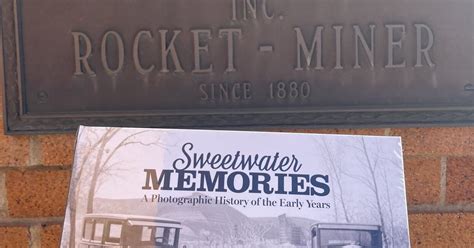 INC.
ROCKET - MINER
SINCE 1880
Sweetwater
MEMORIES
A Photographic History of the Early Years